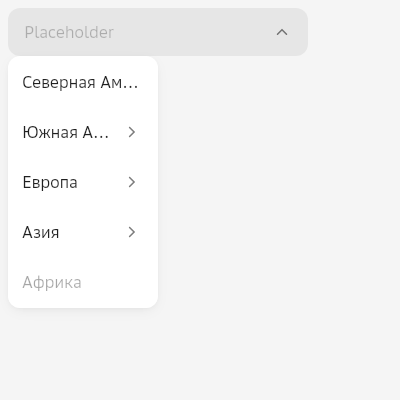 Placeholder
Северная Ам…
Южная А…
Европа
Азия
Африка